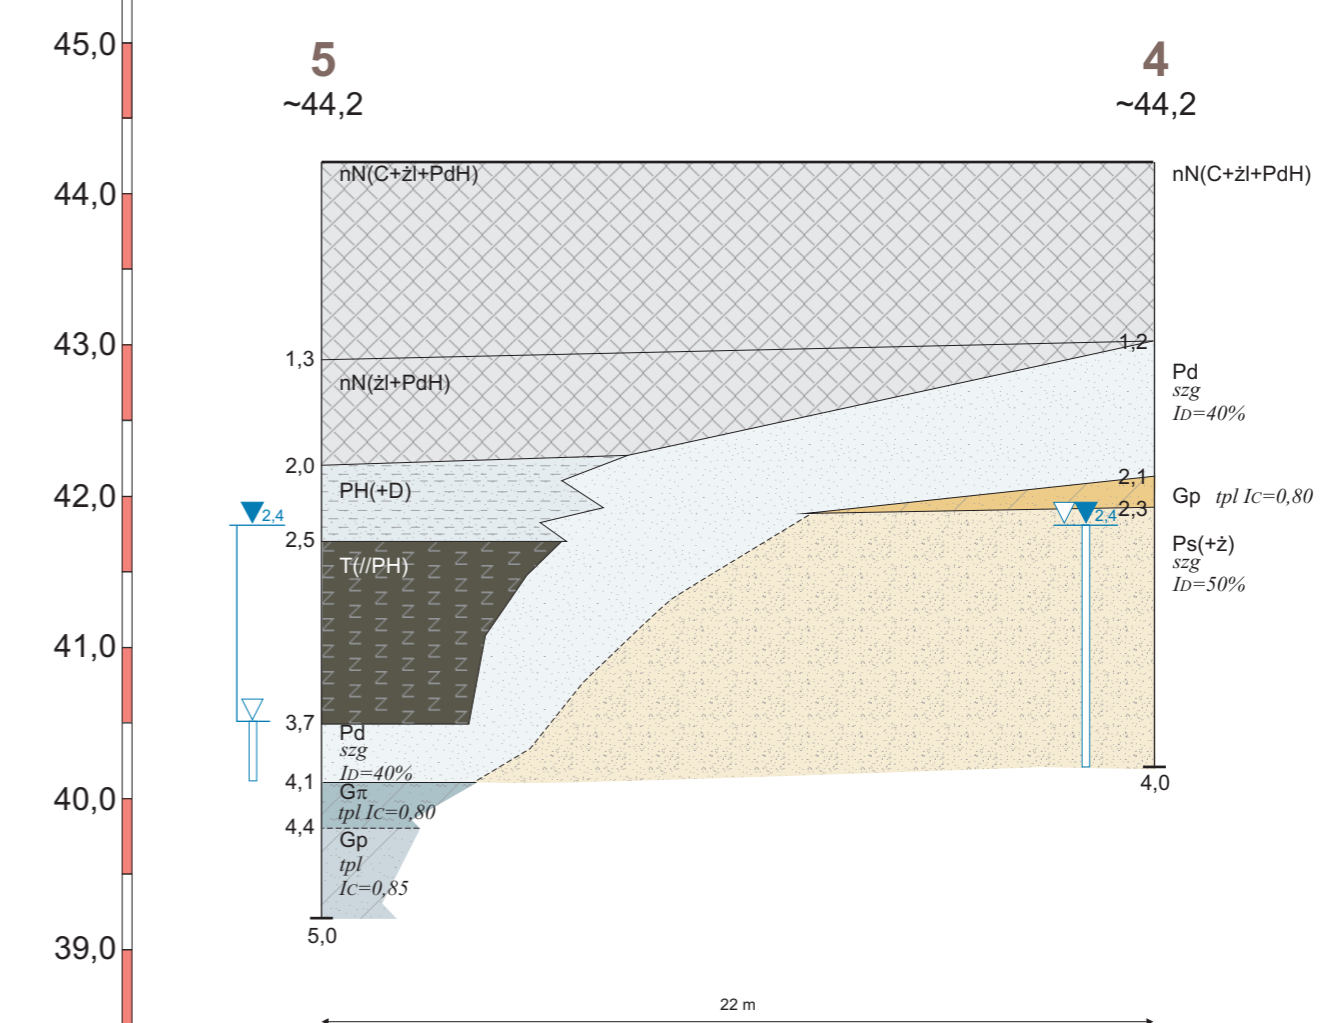 45,0
44,0
43,0
42,0
41,0
40,0
39,0
5
~44,2
4
~44,2
nN(C+żl+PdH)
nN(C+żl+PdH)
1,3
1,2
nN(żl+PdH)
Pd
szg
ID=40%
2,0
PH(+D)
2,1
Gp tpl IC=0,80
2,3
2,4
2,4
2,5
T(//PH)
Ps(+ż)
szg
ID=50%
3,7
Pd
szg
ID=40%
4,1
Gπ
tpl IC=0,80
4,4
Gp
tpl
IC=0,85
5,0
4,0
22 m